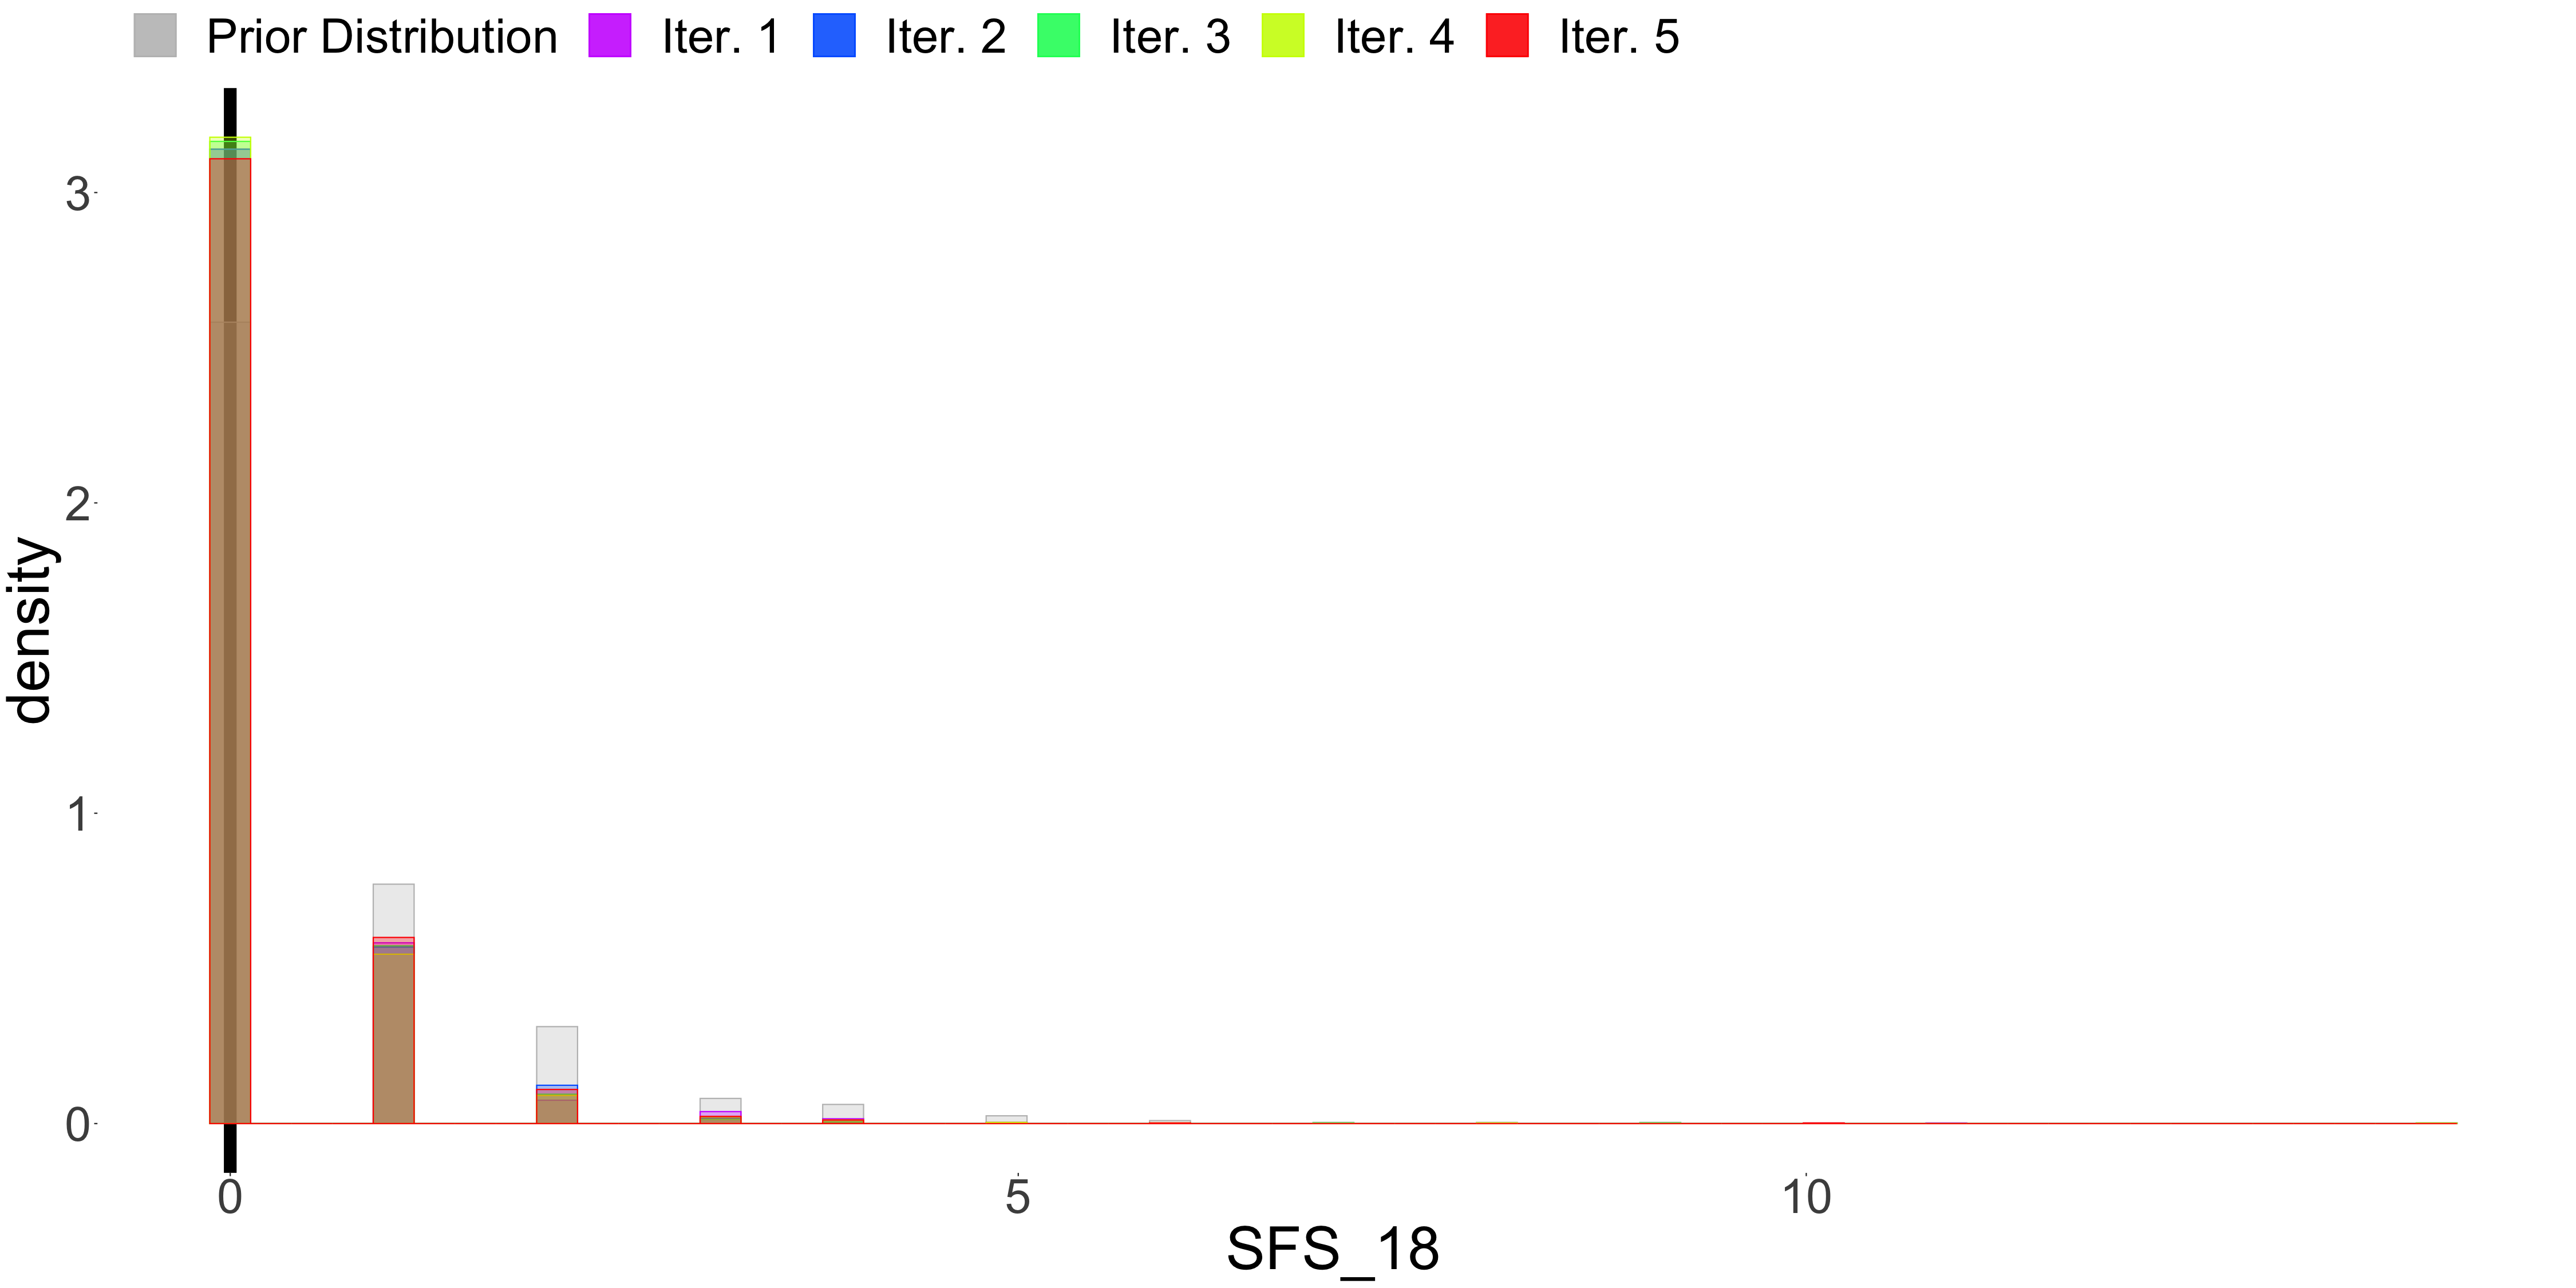 Prior Distribution Iter. 1 Iter. 2 Iter. 3 Iter. 4 Iter. 5
3
2
1
0
density
0 5 10
SFS_18